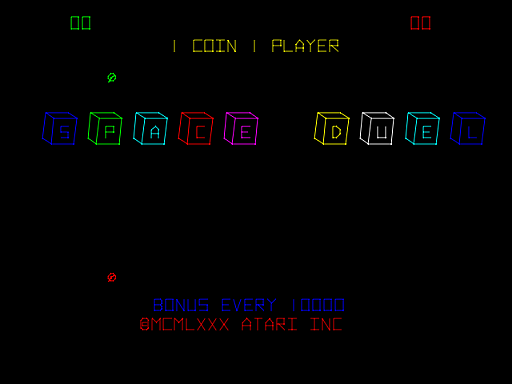 00 00
1 COIN 1 PLAYER
SPACE DUEL
BONUS EVERY 10000
©MCMLXXX ATARI INC